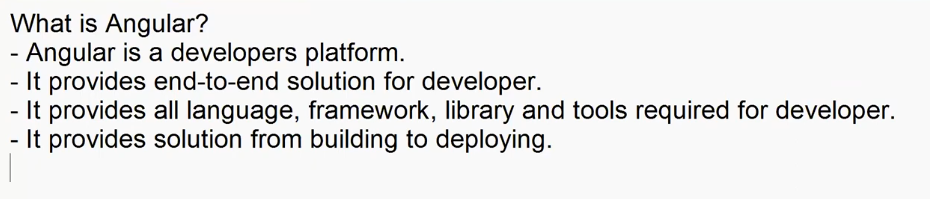 What is Angular?
- Angular is a developers platform.
- It provides end-to-end solution for developer.
- It provides all language, framework, library and tools required for developer.
- It provides solution from building to deploying.